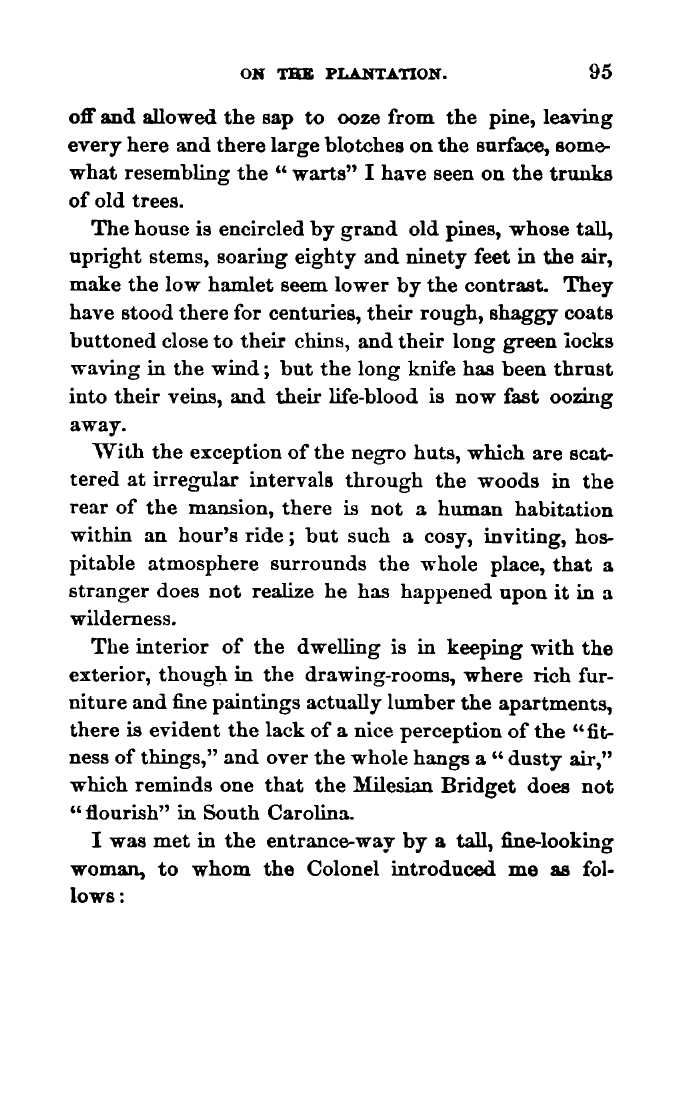 ON THE PLANTATION. 95
off and allowed the sap to ooze from the pine, leaving
every here and there large blotches on the surface, some-
what resembling the “ warts” I have seen on the trunks
of old trees.
The house is encircled by grand old pines, whose tall,
upright stems, soaring eighty and ninety feet in the air,
make the low hamlet seem lower by the contrast. They
have stood there for centuries, their rough, shaggy coats
buttoned close to their chins, and their long green locks
waving in the wind ; but the long knife has been thrust
into their veins, and their life-blood is now fast oozing
away.
With the exception of the negro huts, which are scat-
tered at irregular intervals through the woods in the
rear of the mansion, there is not a human habitation
within an hour’s ride ; but such a cosy, inviting, hos-
pitable atmosphere surrounds the whole place, that a
stranger does not realize he has happened upon it in a
wilderness.
The interior of the dwelling is in keeping with the
exterior, though in the drawing-rooms, where rich fur-
niture and fine paintings actually lumber the apartments,
there is evident the lack of a nice perception of the “fit-
ness of things,” and over the whole hangs a “ dusty air,”
which reminds one that the Milesian Bridget does not
“flourish” in South Carolina.
I was met in the entrance-way by a tall, fine-looking
woman, to whom the Colonel introduced me as fol-
lows :